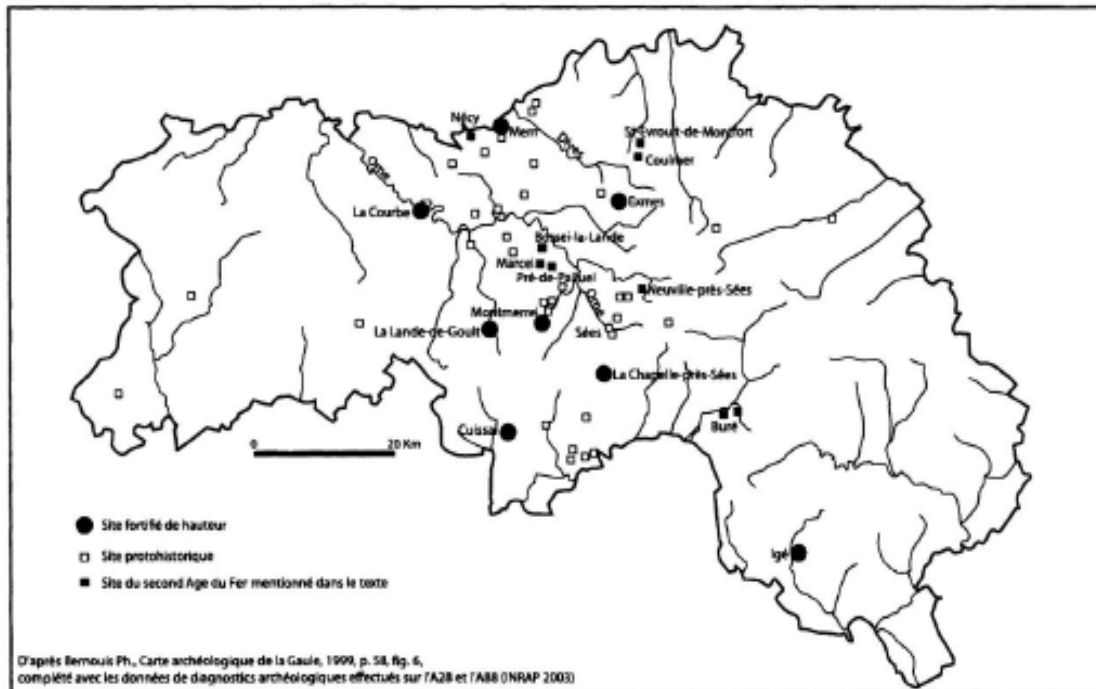 Nécy
Merri
Orne
St-Evroult-de-Montfort
Coulmer
Orne
La Courbe
Exmes
Boissei-la-Lande
Marcei
Neuville-près-Sées
Montmerrei
Orne
La Lande-de-Goult
Sées
La Chapelle-près-Sées
Cuissai
Buré
0 20 Km
Site fortifié de hauteur
Igé
Site protohistorique
Site du second Age du Fer mentionné dans le texte
D'après Bernouis Ph., Carte archéologique de la Gaule, 1999, p. 58, fig. 6,
complété avec les données de diagnostics archéologiques effectués sur l'A28 et l'A88 (INRAP 2003)